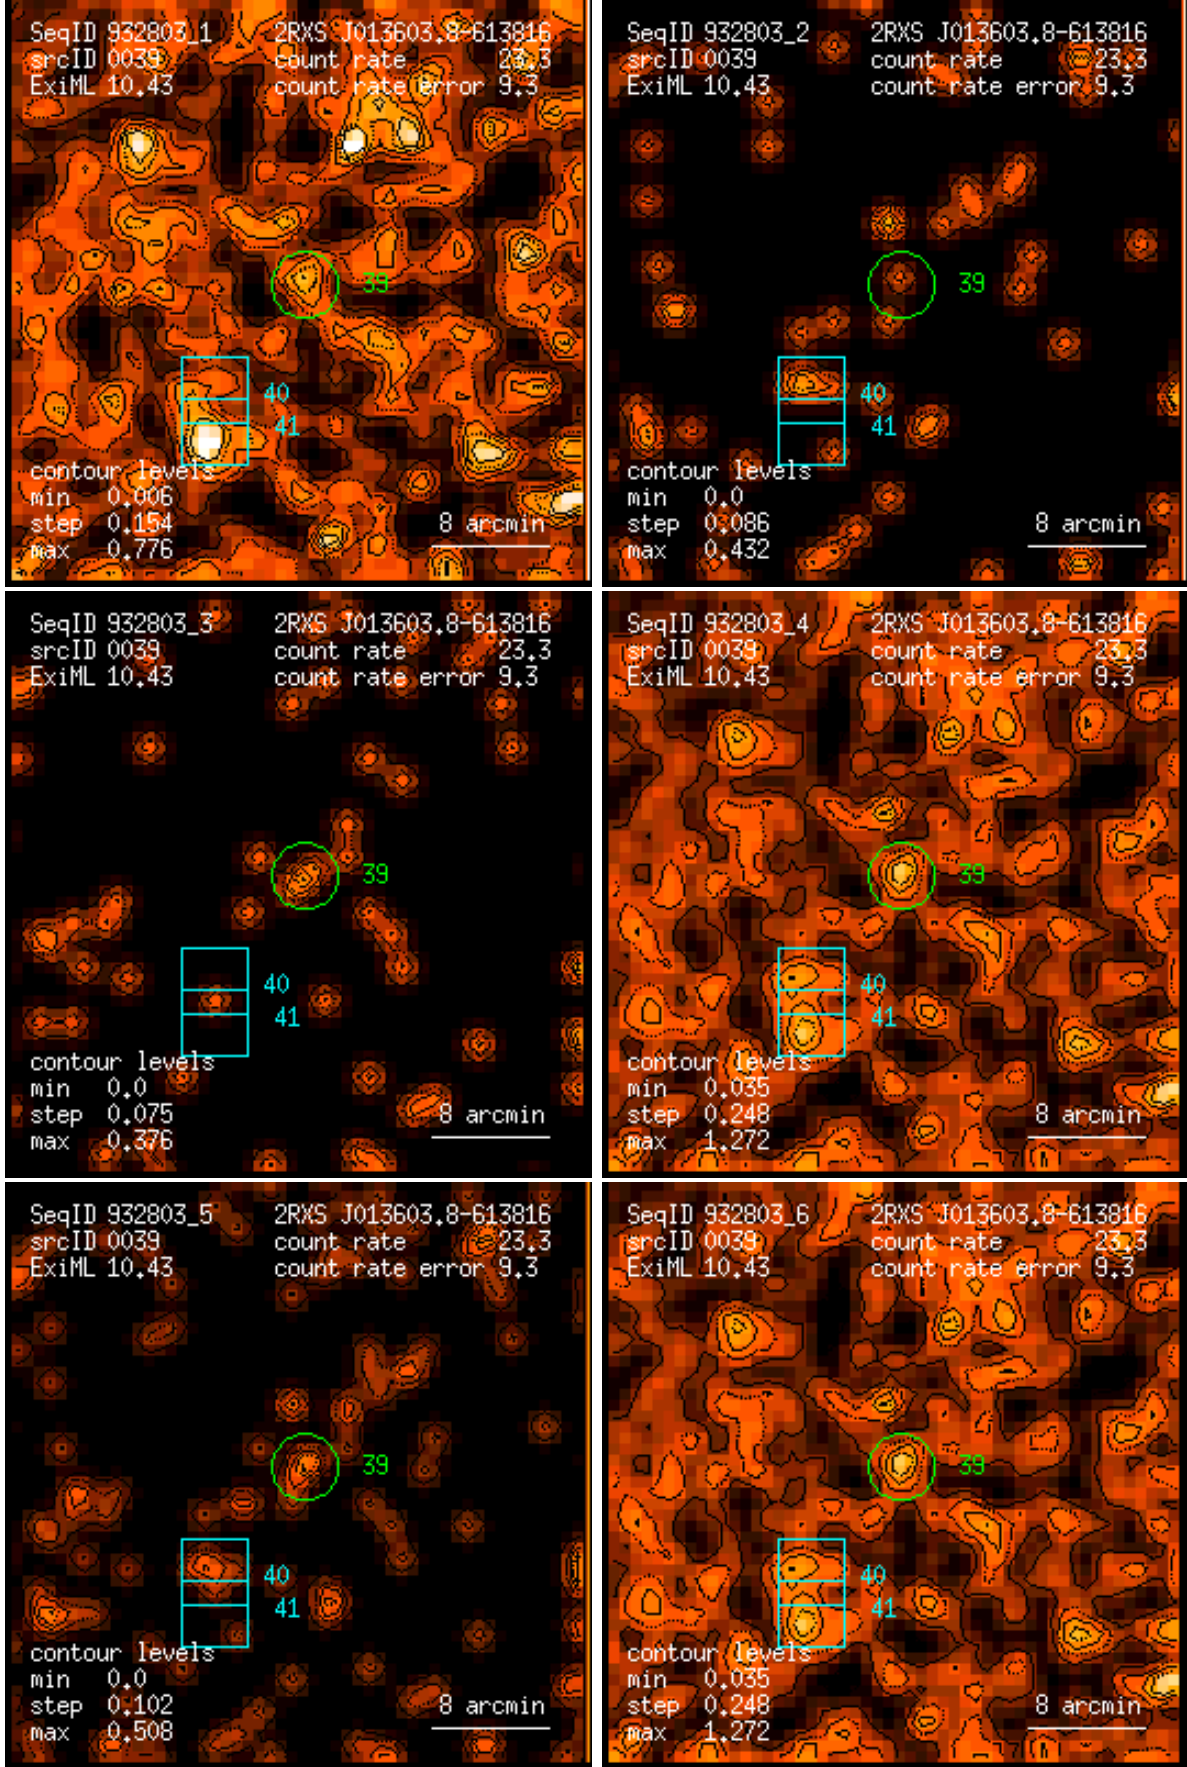 SeqID 932803_1 2RXS J013603.8-613816
srcID 0039 count rate 23.3
ExiML 10.43 count rate error 9.3
39
40
41
contour levels
min 0.006
step 0.154
max 0.776
8 arcmin
SeqID 932803_2 2RXS J013603.8-613816
srcID 0039 count rate 23.3
ExiML 10.43 count rate error 9.3
39
40
41
contour levels
min 0.0
step 0.086
max 0.432
8 arcmin
SeqID 932803_3 2RXS J013603.8-613816
srcID 0039 count rate 23.3
ExiML 10.43 count rate error 9.3
39
40
41
contour levels
min 0.0
step 0.075
max 0.376
8 arcmin
SeqID 932803_4 2RXS J013603.8-613816
srcID 0039 count rate 23.3
ExiML 10.43 count rate error 9.3
39
40
41
contour levels
min 0.035
step 0.248
max 1.272
8 arcmin
SeqID 932803_5 2RXS J013603.8-613816
srcID 0039 count rate 23.3
ExiML 10.43 count rate error 9.3
39
40
41
contour levels
min 0.0
step 0.102
max 0.508
8 arcmin
SeqID 932803_6 2RXS J013603.8-613816
srcID 0039 count rate 23.3
ExiML 10.43 count rate error 9.3
39
40
41
contour levels
min 0.035
step 0.248
max 1.272
8 arcmin